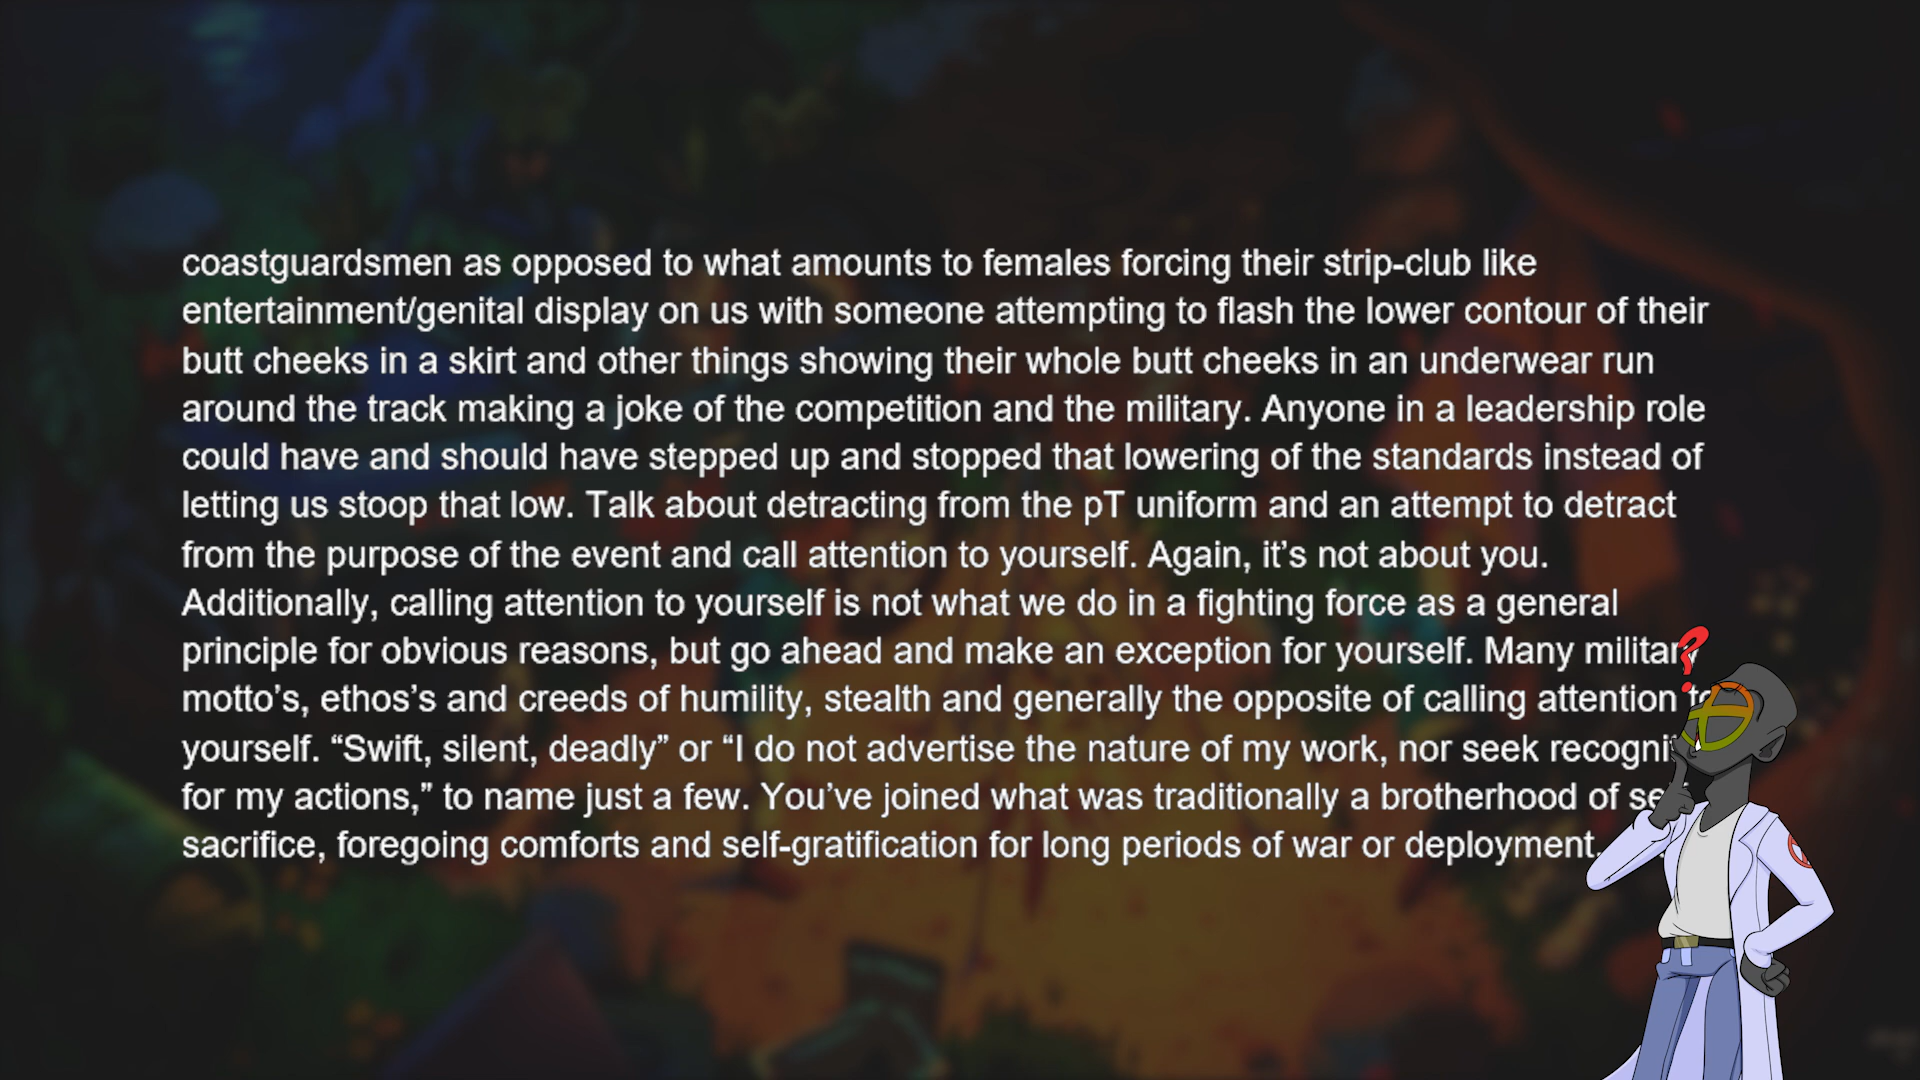 coastguardsmen as opposed to what amounts to females forcing their strip-club like
entertainment/genital display on us with someone attempting to flash the lower contour of their
butt cheeks in a skirt and other things showing their whole butt cheeks in an underwear run
around the track making a joke of the competition and the military. Anyone in a leadership role
could have and should have stepped up and stopped that lowering of the standards instead of
letting us stoop that low. Talk about detracting from the pT uniform and an attempt to detract
from the purpose of the event and call attention to yourself. Again, it’s not about you.
Additionally, calling attention to yourself is not what we do in a fighting force as a general
principle for obvious reasons, but go ahead and make an exception for yourself. Many military
motto’s, ethos’s and creeds of humility, stealth and generally the opposite of calling attention to
yourself. “Swift, silent, deadly” or “I do not advertise the nature of my work, nor seek
for my actions,” to name just a few. You’ve joined what was traditionally a brotherhood of
sacrifice, foregoing comforts and self-gratification for long periods of war or deployment.
?